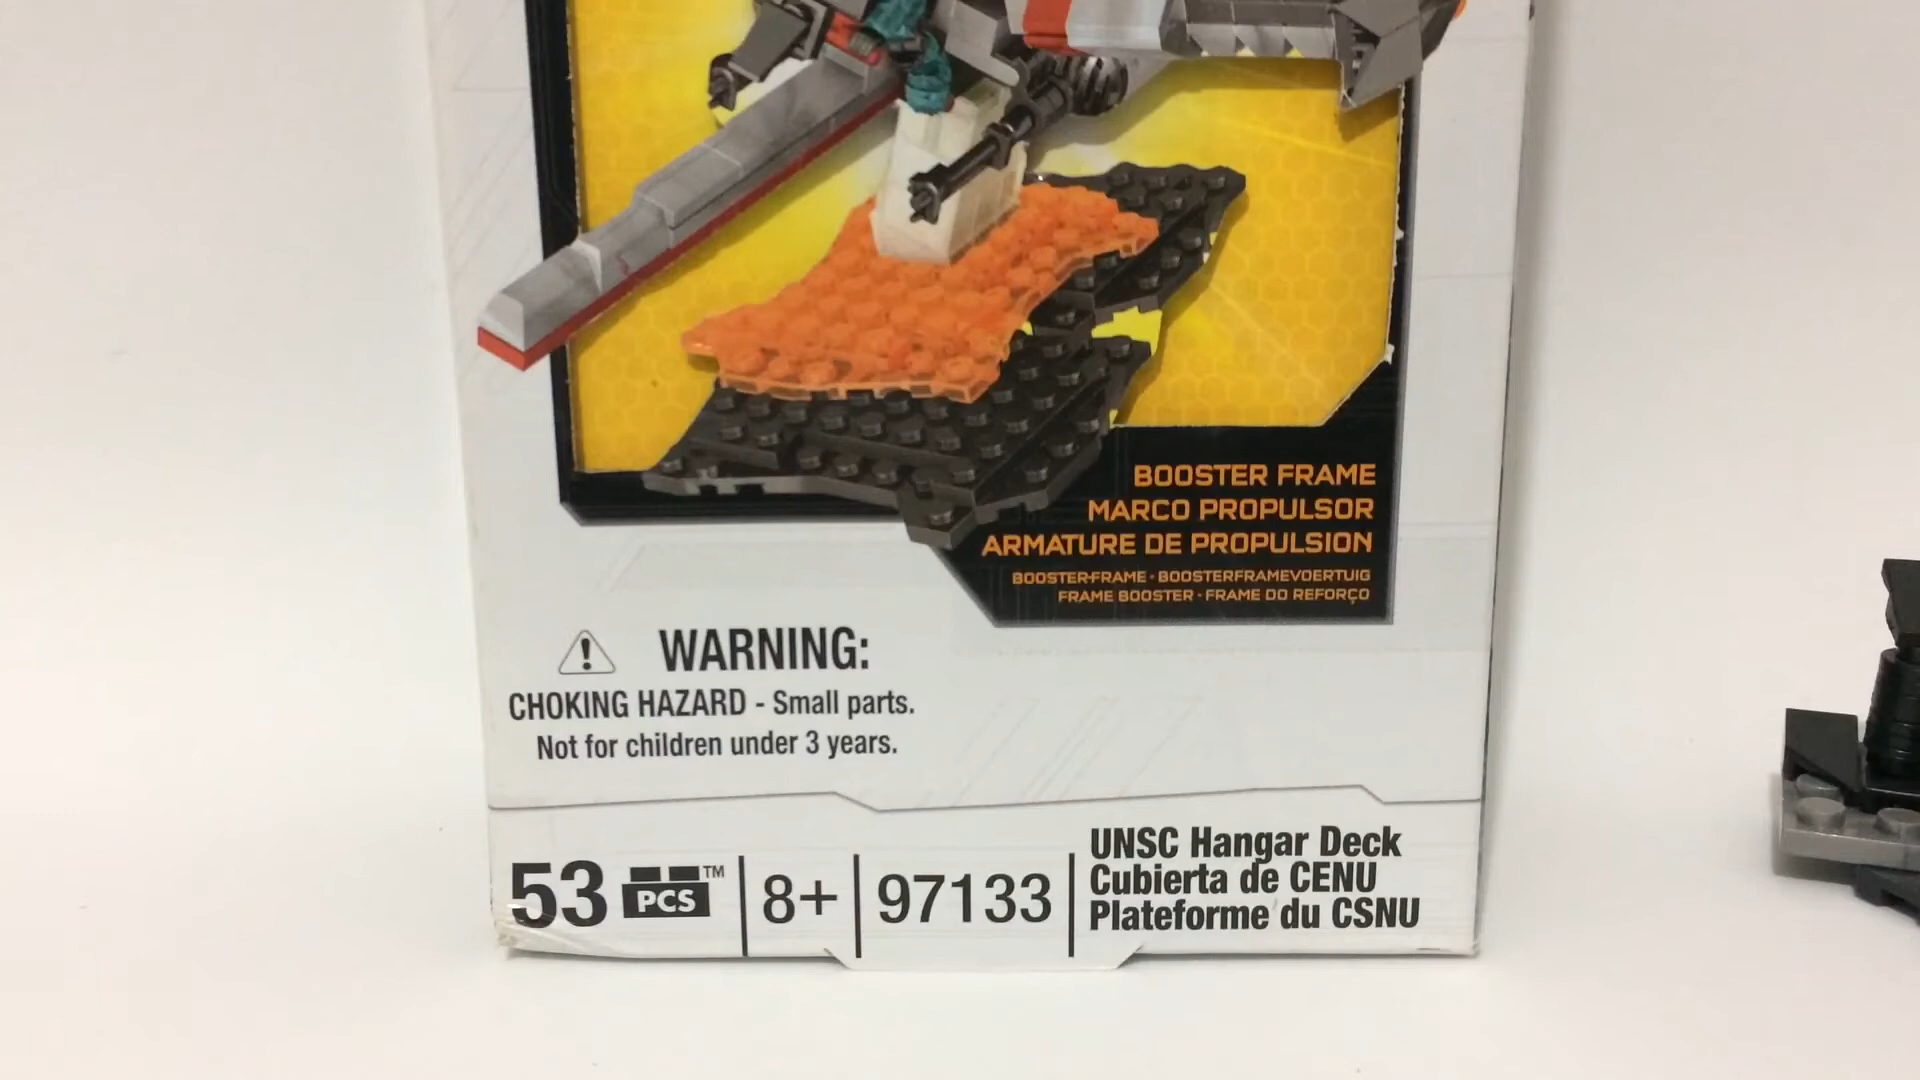 BOOSTER FRAME
MARCO PROPULSOR
ARMATURE DE PROPULSION
BOOSTER-FRAME • BOOSTERFRAMEVOERTUIG
FRAME BOOSTER • FRAME DO REFORÇO
WARNING:
CHOKING HAZARD - Small parts.
Not for children under 3 years.
53 PCS™ 8+ 97133
UNSC Hangar Deck
Cubierta de CENU
Plateforme du CSNU